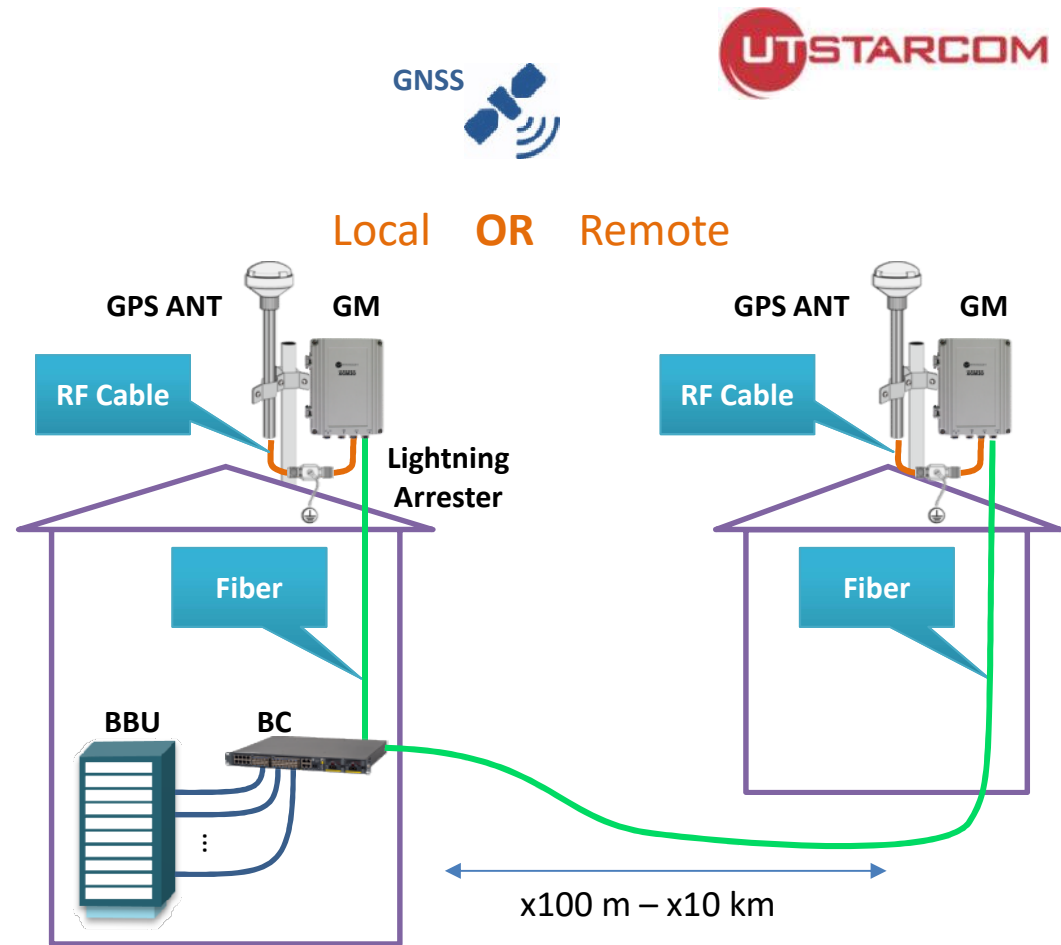 UTSTARCOM
GNSS
Local OR Remote
GPS ANT
GM
GPS ANT
GM
RF Cable
RF Cable
Lightning
Arrester
Fiber
Fiber
BBU
BC
⋮
x100 m – x10 km